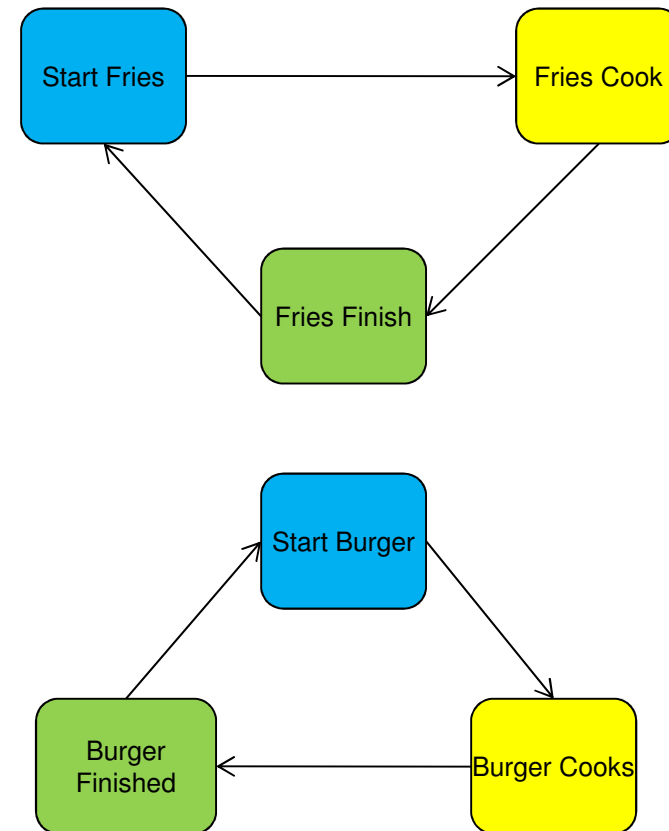 Start Fries
Fries Cook
Fries Finish
Start Burger
Burger
Finished
Burger Cooks